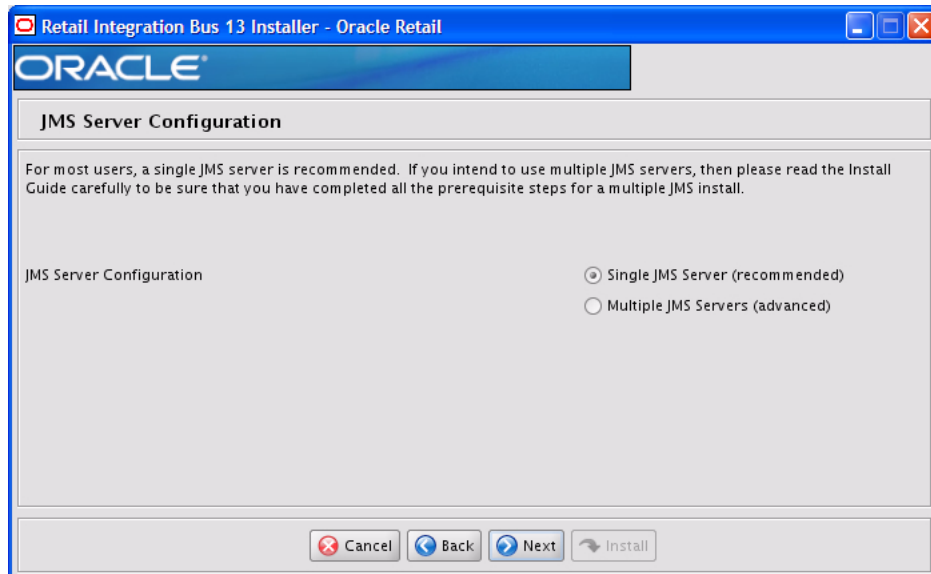 Retail Integration Bus 13 Installer - Oracle Retail
ORACLE®
JMS Server Configuration
For most users, a single JMS server is recommended. If you intend to use multiple JMS servers, then please read the Install
Guide carefully to be sure that you have completed all the prerequisite steps for a multiple JMS install.
JMS Server Configuration
Single JMS Server (recommended)
Multiple JMS Servers (advanced)
Cancel
Back
Next
Install